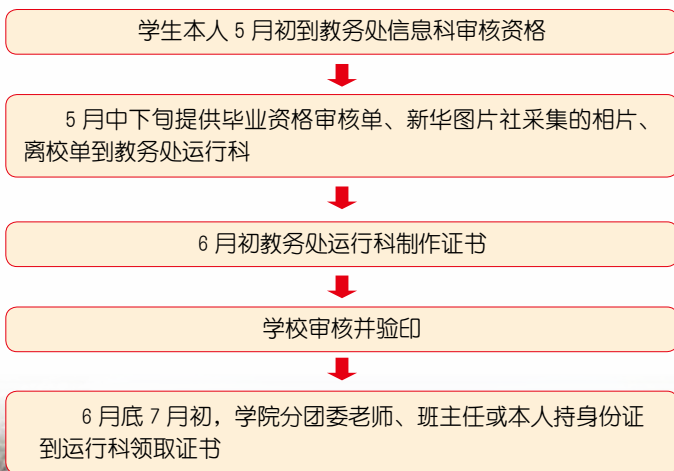 学生本人 5 月初到教务处信息科审核资格
5 月中下旬提供毕业资格审核单、新华图片社采集的相片、
离校单到教务处运行科
6 月初教务处运行科制作证书
学校审核并验印
6 月底 7 月初，学院分团委老师、班主任或本人持身份证
到运行科领取证书